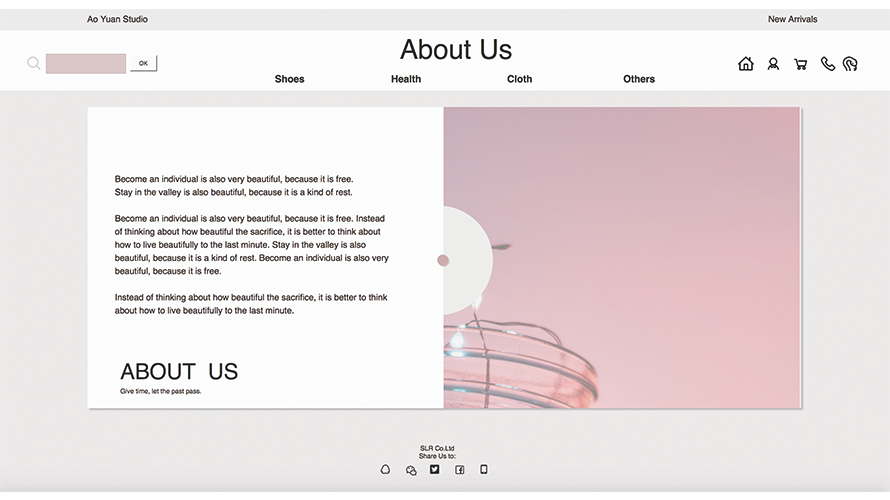 Ao Yuan Studio
New Arrivals
About Us
OK
Shoes
Health
Cloth
Others
Become an individual is also very beautiful, because it is free.
Stay in the valley is also beautiful, because it is a kind of rest.
Become an individual is also very beautiful, because it is free. Instead
of thinking about how beautiful the sacrifice, it is better to think about
how to live beautifully to the last minute. Stay in the valley is also
beautiful, because it is a kind of rest. Become an individual is also very
beautiful, because it is free.
Instead of thinking about how beautiful the sacrifice, it is better to think
about how to live beautifully to the last minute.
ABOUT US
Give time, let the past pass.
SLR Co.Ltd
Share Us to: